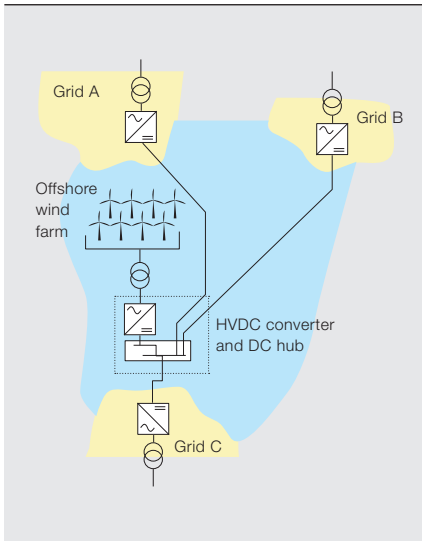 Grid A
Grid B
Offshore
wind
farm
HVDC converter
and DC hub
Grid C